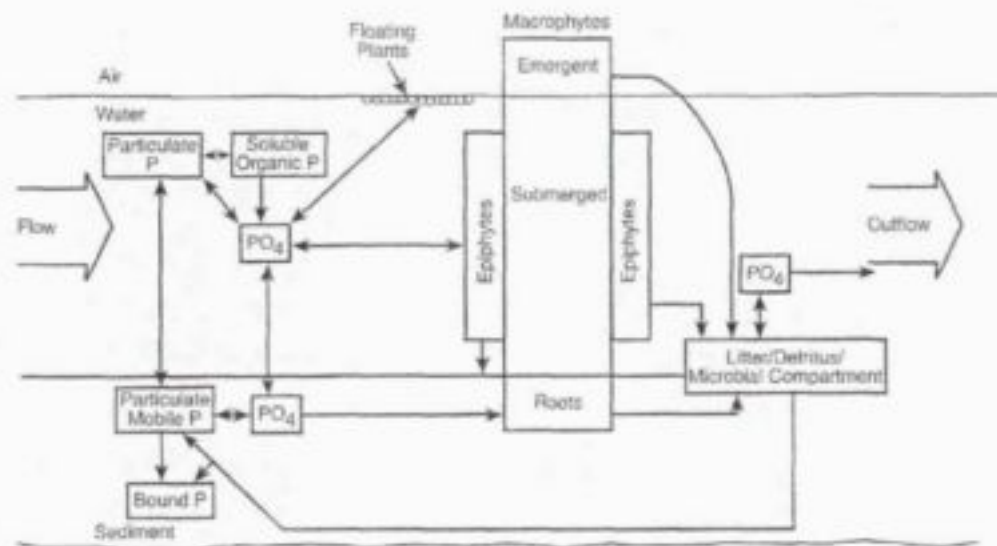 Macrophytes
Floating
Plants
Emergent
Air
Water
Particulate
P
Soluble
Organic P
Submerged
Flow
PO4
Epiphytes
Epiphytes
Outflow
PO4
Litter/Detritus/
Microbial Compartment
Particulate
Mobile P
PO4
Roots
Bound P
Sediment